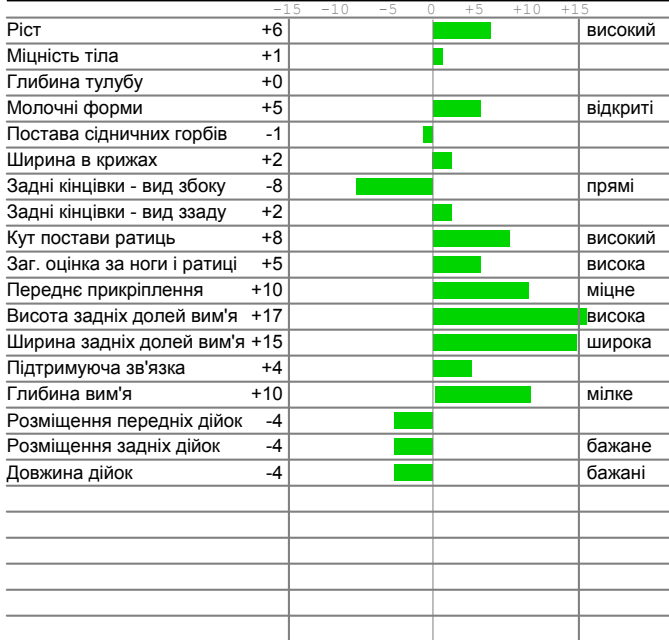 -15 -10 -5 0 +5 +10 +15
Ріст +6 високий
Міцність тіла +1
Глибина тулубу +0
Молочні форми +5 відкриті
Постава сідничних горбів -1
Ширина в крижах +2
Задні кінцівки - вид збоку -8 прямі
Задні кінцівки - вид ззаду +2
Кут постави ратиць +8 високий
Заг. оцінка за ноги і ратиці +5 висока
Переднє прикріплення +10 міцне
Висота задніх долей вим'я +17 висока
Ширина задніх долей вим'я +15 широка
Підтримуюча зв'язка +4
Глибина вим'я +10 мілке
Розміщення передніх дійок -4
Розміщення задніх дійок -4 бажане
Довжина дійок -4 бажані